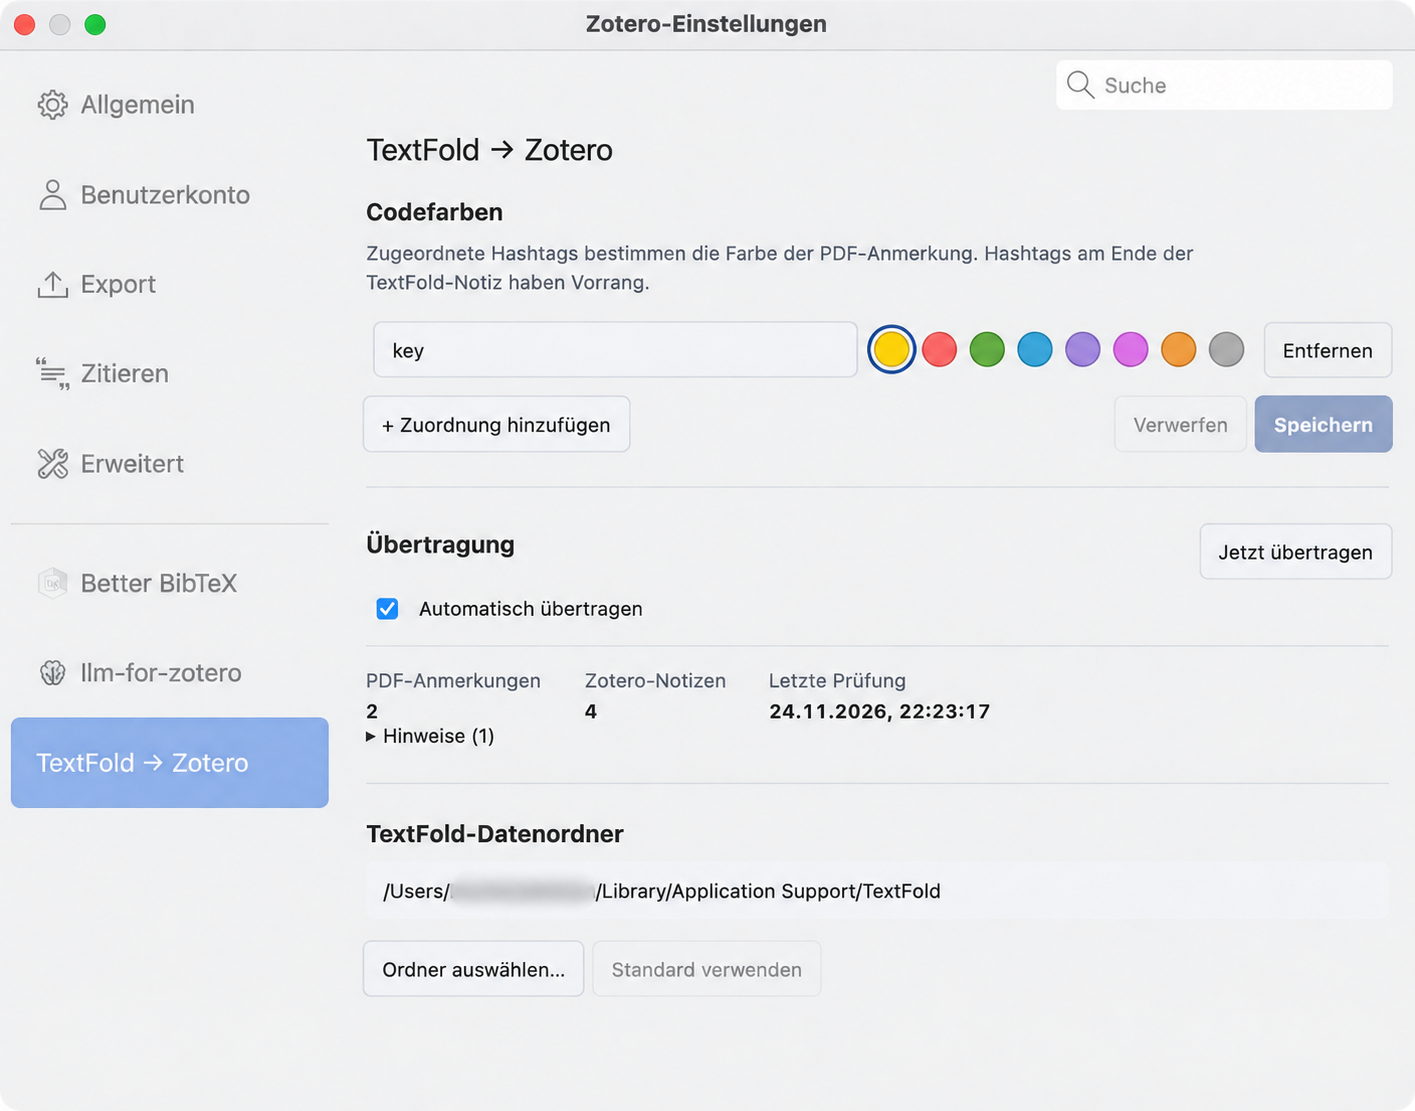 Zotero-Einstellungen
Suche
Allgemein
Benutzerkonto
Export
Zitieren
Erweitert
Better BibTeX
llm-for-zotero
TextFold → Zotero
TextFold → Zotero
Codefarben
Zugeordnete Hashtags bestimmen die Farbe der PDF-Anmerkung. Hashtags am Ende der
TextFold-Notiz haben Vorrang.
key
Entfernen
+ Zuordnung hinzufügen
Verwerfen
Speichern
Übertragung
Jetzt übertragen
Automatisch übertragen
PDF-Anmerkungen
2
Zotero-Notizen
4
Letzte Prüfung
24.11.2026, 22:23:17
▸ Hinweise (1)
TextFold-Datenordner
/Users/ /Library/Application Support/TextFold
Ordner auswählen...
Standard verwenden